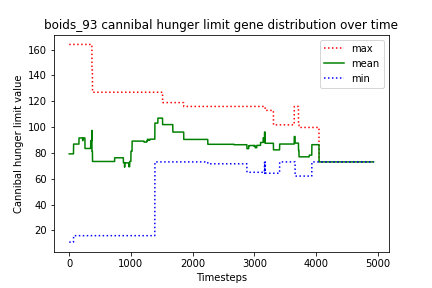 boids_93 cannibal hunger limit gene distribution over time
Cannibal hunger limit value
160
140
120
100
80
60
40
20
max
mean
min
0
1000
2000
3000
4000
5000
Timesteps